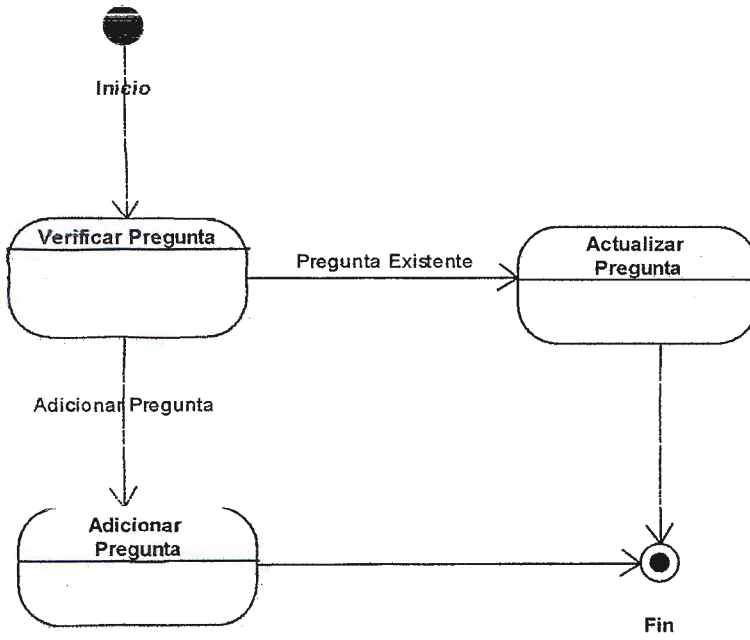 Inicio
Verificar Pregunta
Pregunta Existente
Actualizar
Pregunta
Adicionar Pregunta
Adicionar
Pregunta
Fin